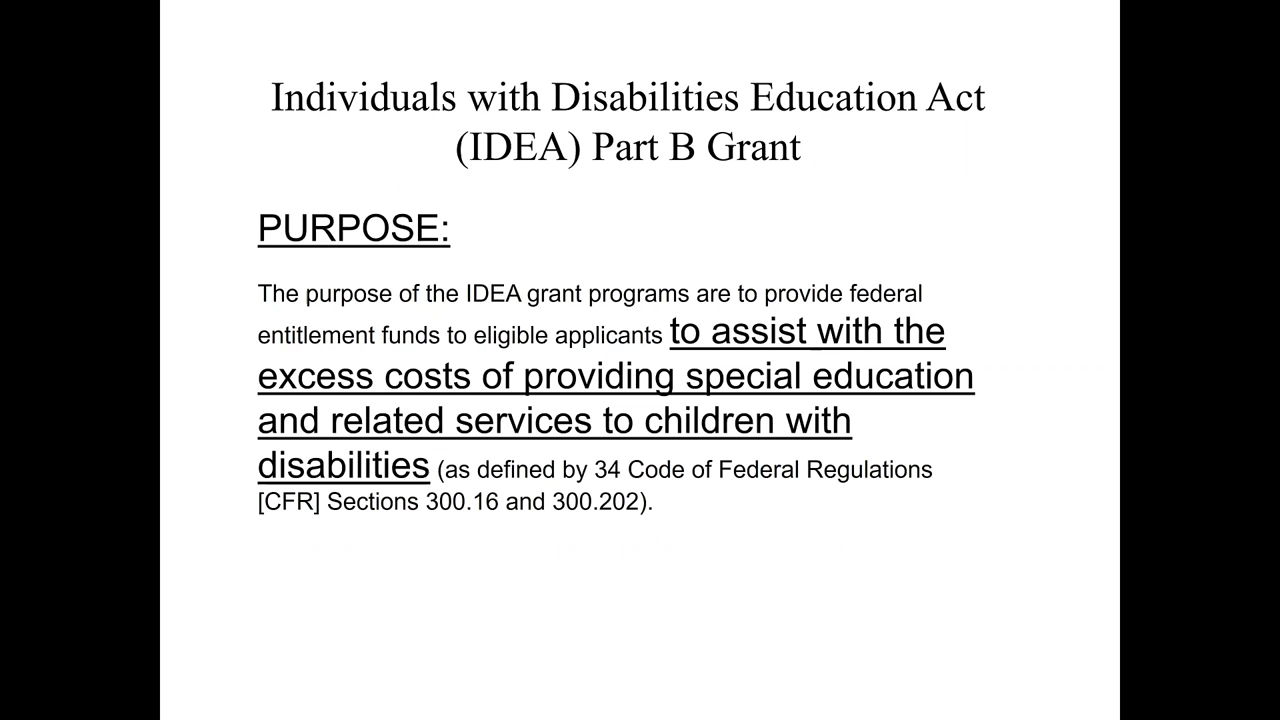 Individuals with Disabilities Education Act
(IDEA) Part B Grant
PURPOSE:
The purpose of the IDEA grant programs are to provide federal
entitlement funds to eligible applicants to assist with the
excess costs of providing special education
and related services to children with
disabilities (as defined by 34 Code of Federal Regulations
[CFR] Sections 300.16 and 300.202).